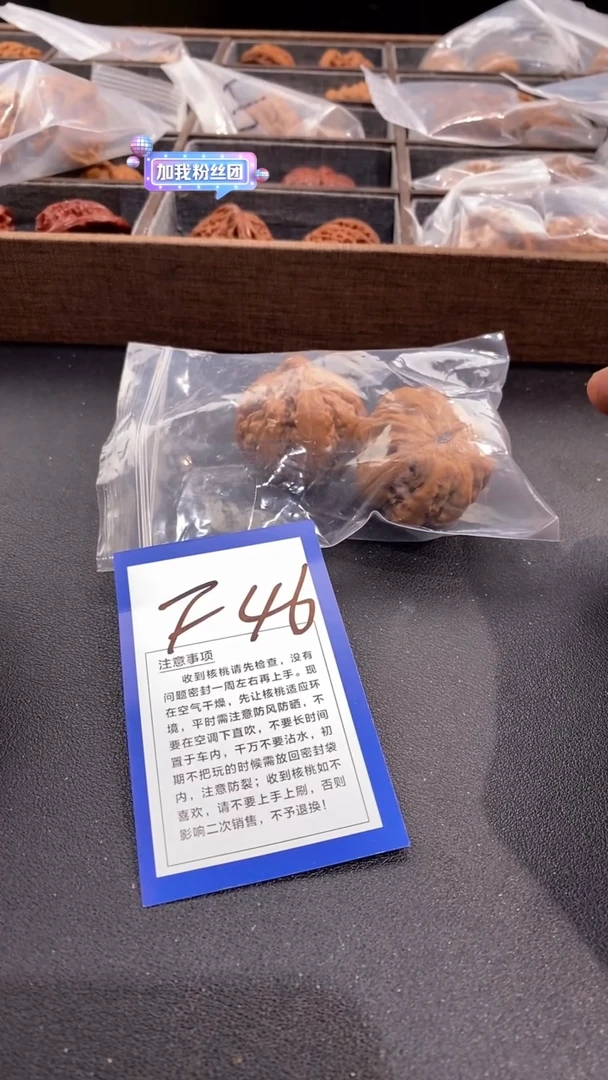 加我粉丝团
F 46
注意事项
收到核桃请先检查，没有
问题密封一周左右再上手。现
在空气干燥，先让核桃适应环
境，平时需注意防风防晒，不
要在空调下直吹，不要长时间
置于车内，千万不要沾水，初
期不把玩的时候需放回密封袋
内，注意防裂；收到核桃如不
喜欢，请不要上手上刷，否则
影响二次销售，不予退换！